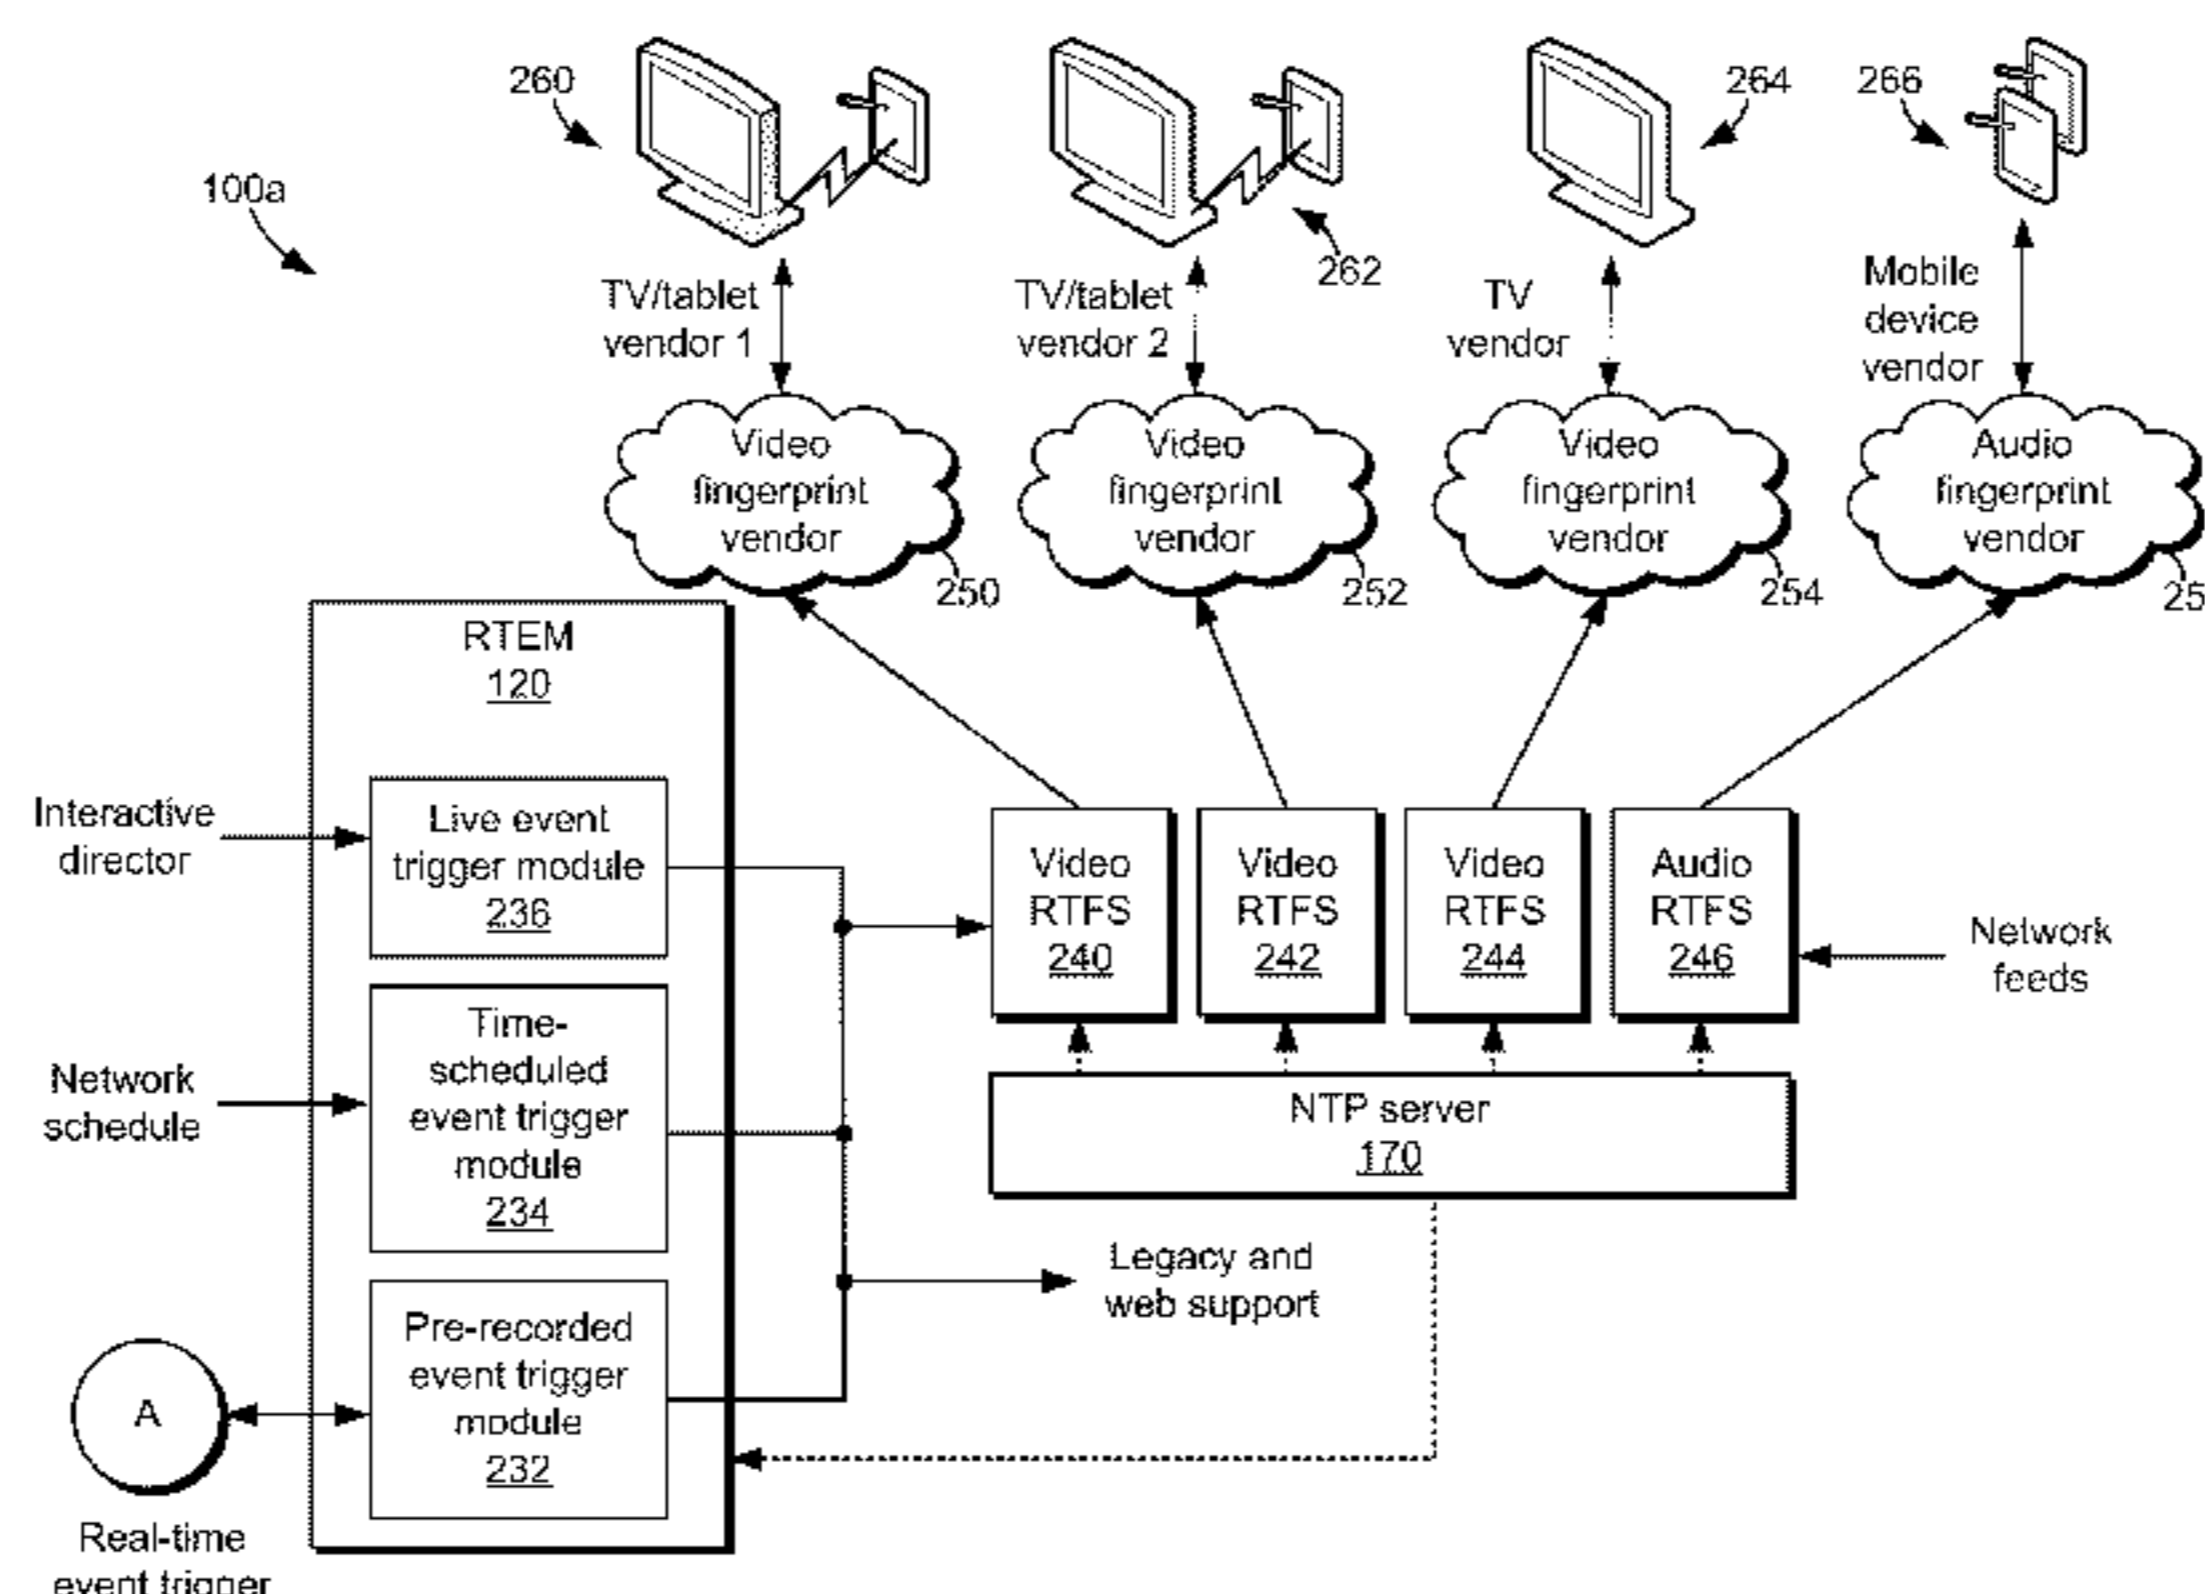 260
264
266
100a
262
TV/tablet
vendor 1
TV/tablet
vendor 2
TV
vendor
Mobile
device
vendor
Video
fingerprint
vendor
Video
fingerprint
vendor
Video
fingerprint
vendor
Audio
fingerprint
vendor
250
252
254
25
RTEM
120
Interactive
director
Live event
trigger module
236
Video
RTFS
240
Video
RTFS
242
Video
RTFS
244
Audio
RTFS
246
Network
feeds
Network
schedule
Time-
scheduled
event trigger
module
234
NTP server
170
Legacy and
web support
Pre-recorded
event trigger
module
232
A
Real-time
event trigger